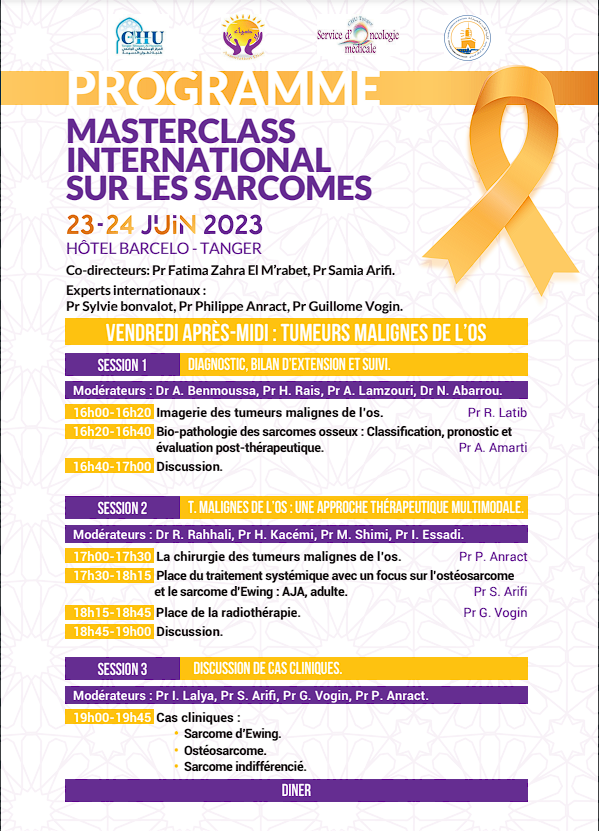 CHU
CHU Tanger
Service d'Oncologie
médicale
PROGRAMME
MASTERCLASS
INTERNATIONAL
SUR LES SARCOMES
23-24 JUIN 2023
HÔTEL BARCELO - TANGER
Co-directeurs: Pr Fatima Zahra El M'rabet, Pr Samia Arifi.
Experts internationaux :
Pr Sylvie bonvalot, Pr Philippe Anract, Pr Guillome Vogin.
VENDREDI APRÈS-MIDI : TUMEURS MALIGNES DE L'OS
SESSION 1 DIAGNOSTIC, BILAN D'EXTENSION ET SUIVI.
Modérateurs : Dr A. Benmoussa, Pr H. Rais, Pr A. Lamzouri, Dr N. Abarrou.
16h00-16h20 Imagerie des tumeurs malignes de l'os. Pr R. Latib
16h20-16h40 Bio-pathologie des sarcomes osseux : Classification, pronostic et
évaluation post-thérapeutique. Pr A. Amarti
16h40-17h00 Discussion.
SESSION 2 T. MALIGNES DE L'OS : UNE APPROCHE THÉRAPEUTIQUE MULTIMODALE.
Modérateurs : Dr R. Rahhali, Pr H. Kacémi, Pr M. Shimi, Pr I. Essadi.
17h00-17h30 La chirurgie des tumeurs malignes de l'os. Pr P. Anract
17h30-18h15 Place du traitement systémique avec un focus sur l'ostéosarcome
et le sarcome d'Ewing : AJA, adulte. Pr S. Arifi
18h15-18h45 Place de la radiothérapie. Pr G. Vogin
18h45-19h00 Discussion.
SESSION 3 DISCUSSION DE CAS CLINIQUES.
Modérateurs : Pr I. Lalya, Pr S. Arifi, Pr G. Vogin, Pr P. Anract.
19h00-19h45 Cas cliniques :
• Sarcome d'Ewing.
• Ostéosarcome.
• Sarcome indifférencié.
DINER